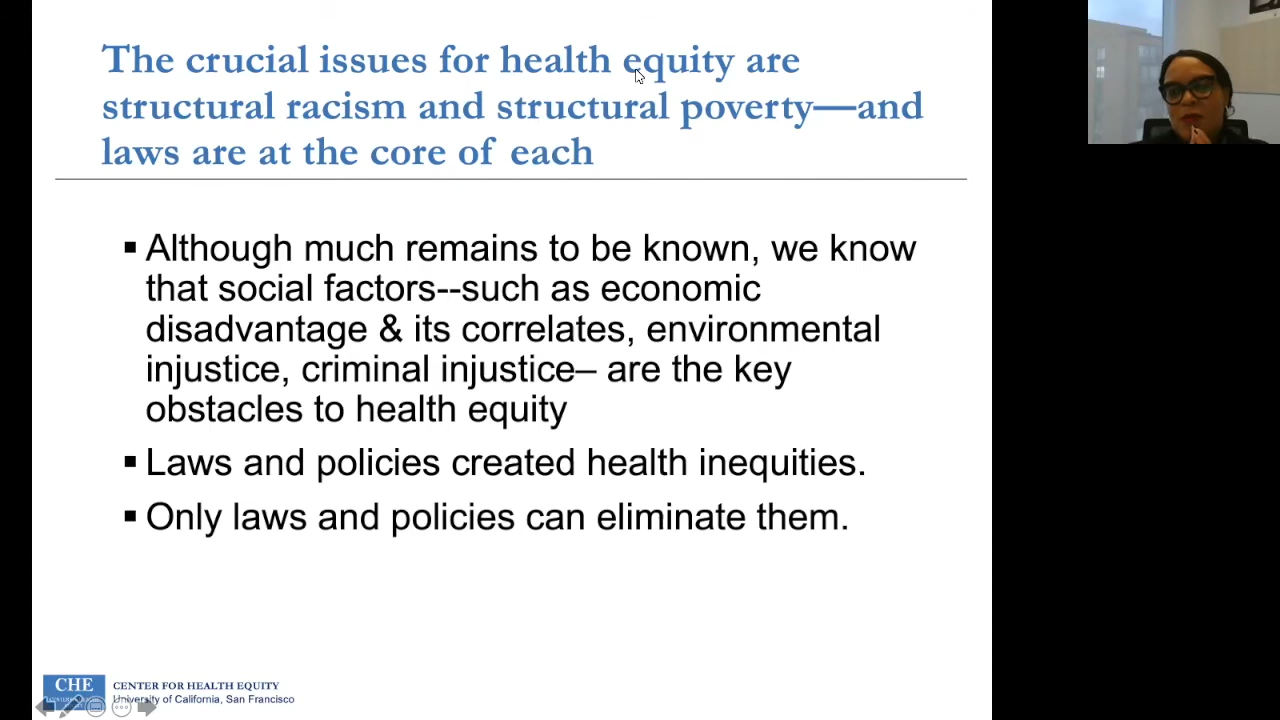 The crucial issues for health equity are
structural racism and structural poverty—and
laws are at the core of each
▪ Although much remains to be known, we know
that social factors--such as economic
disadvantage & its correlates, environmental
injustice, criminal injustice– are the key
obstacles to health equity
▪ Laws and policies created health inequities.
▪ Only laws and policies can eliminate them.
CHE
CENTER FOR HEALTH EQUITY
University of California, San Francisco